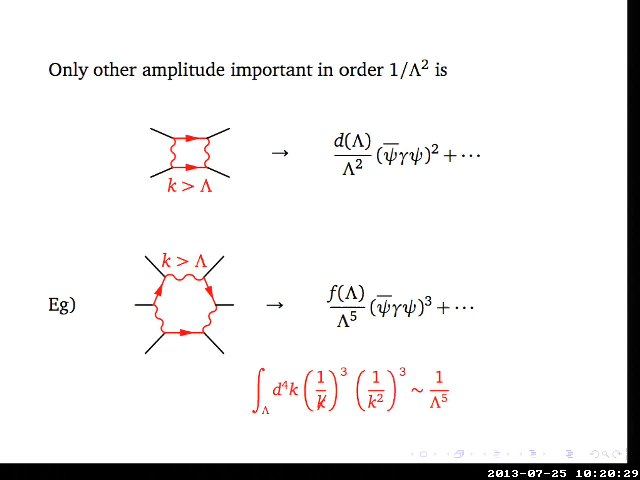 Only other amplitude important in order 1/Λ² is
k > Λ
→ d(Λ)/Λ² (ψ̅γψ)² + ⋯
k > Λ
Eg) → f(Λ)/Λ⁵ (ψ̅γψ)³ + ⋯
∫_Λ d⁴k (1/k̸)³ (1/k²)³ ∼ 1/Λ⁵
2013-07-25 10:20:29